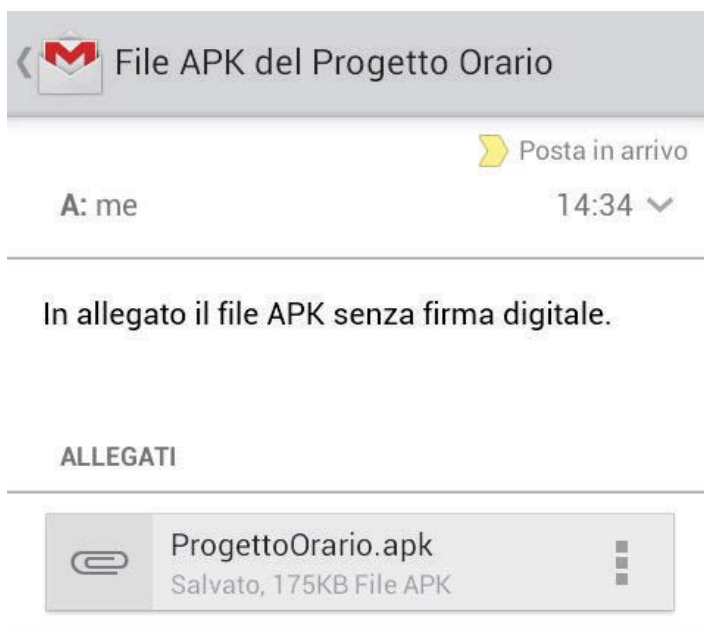 File APK del Progetto Orario
Posta in arrivo
A: me 14:34
In allegato il file APK senza firma digitale.
ALLEGATI
ProgettoOrario.apk
Salvato, 175KB File APK